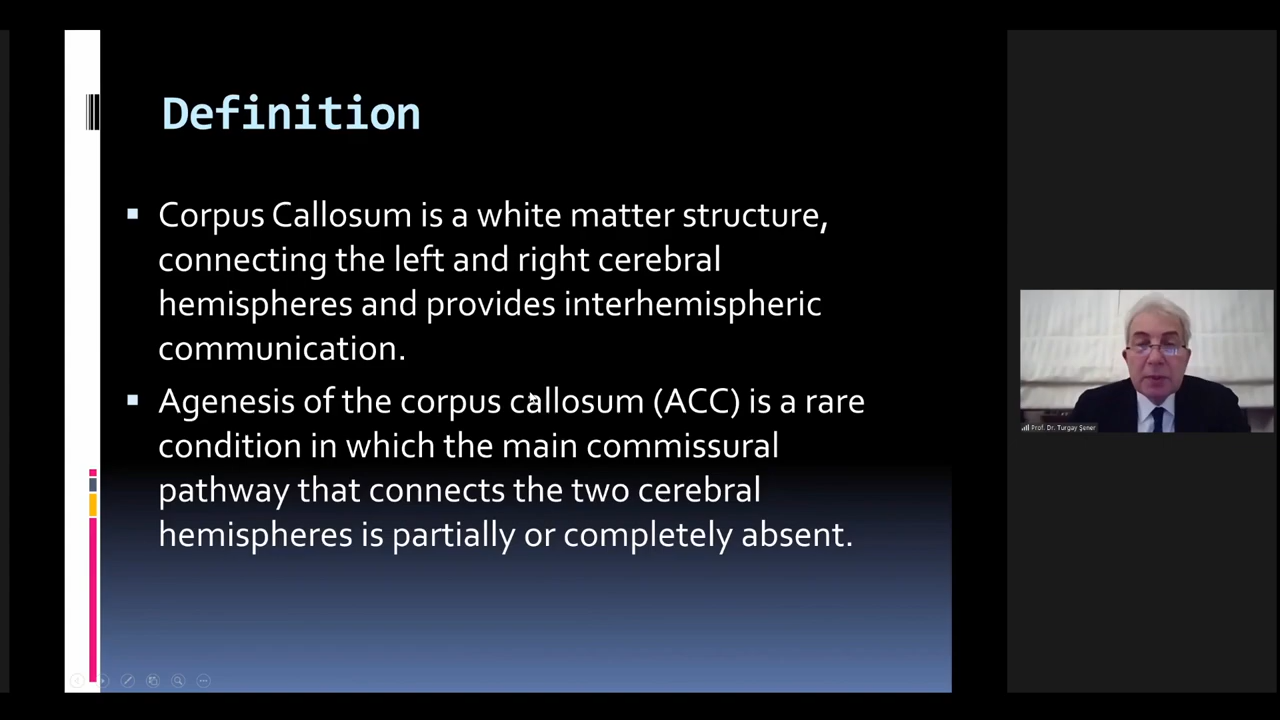 Definition
Corpus Callosum is a white matter structure,
connecting the left and right cerebral
hemispheres and provides interhemispheric
communication.
Agenesis of the corpus callosum (ACC) is a rare
condition in which the main commissural
pathway that connects the two cerebral
hemispheres is partially or completely absent.
Prof. Dr. Turgay Şener